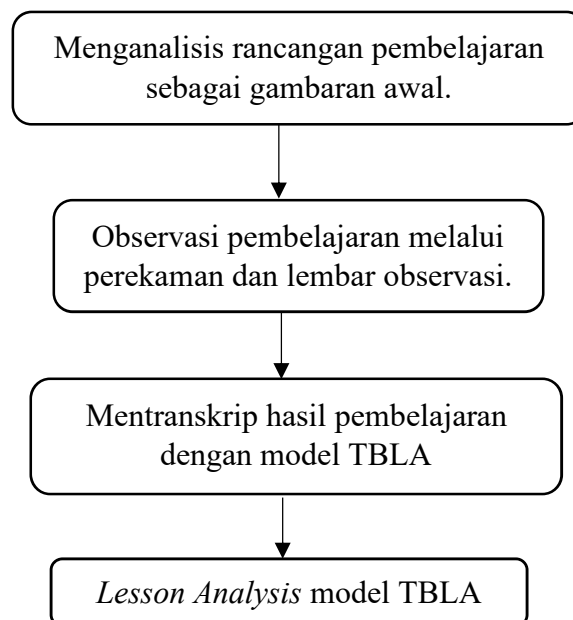 Menganalisis rancangan pembelajaran
sebagai gambaran awal.
Observasi pembelajaran melalui
perekaman dan lembar observasi.
Mentranskrip hasil pembelajaran
dengan model TBLA
Lesson Analysis model TBLA